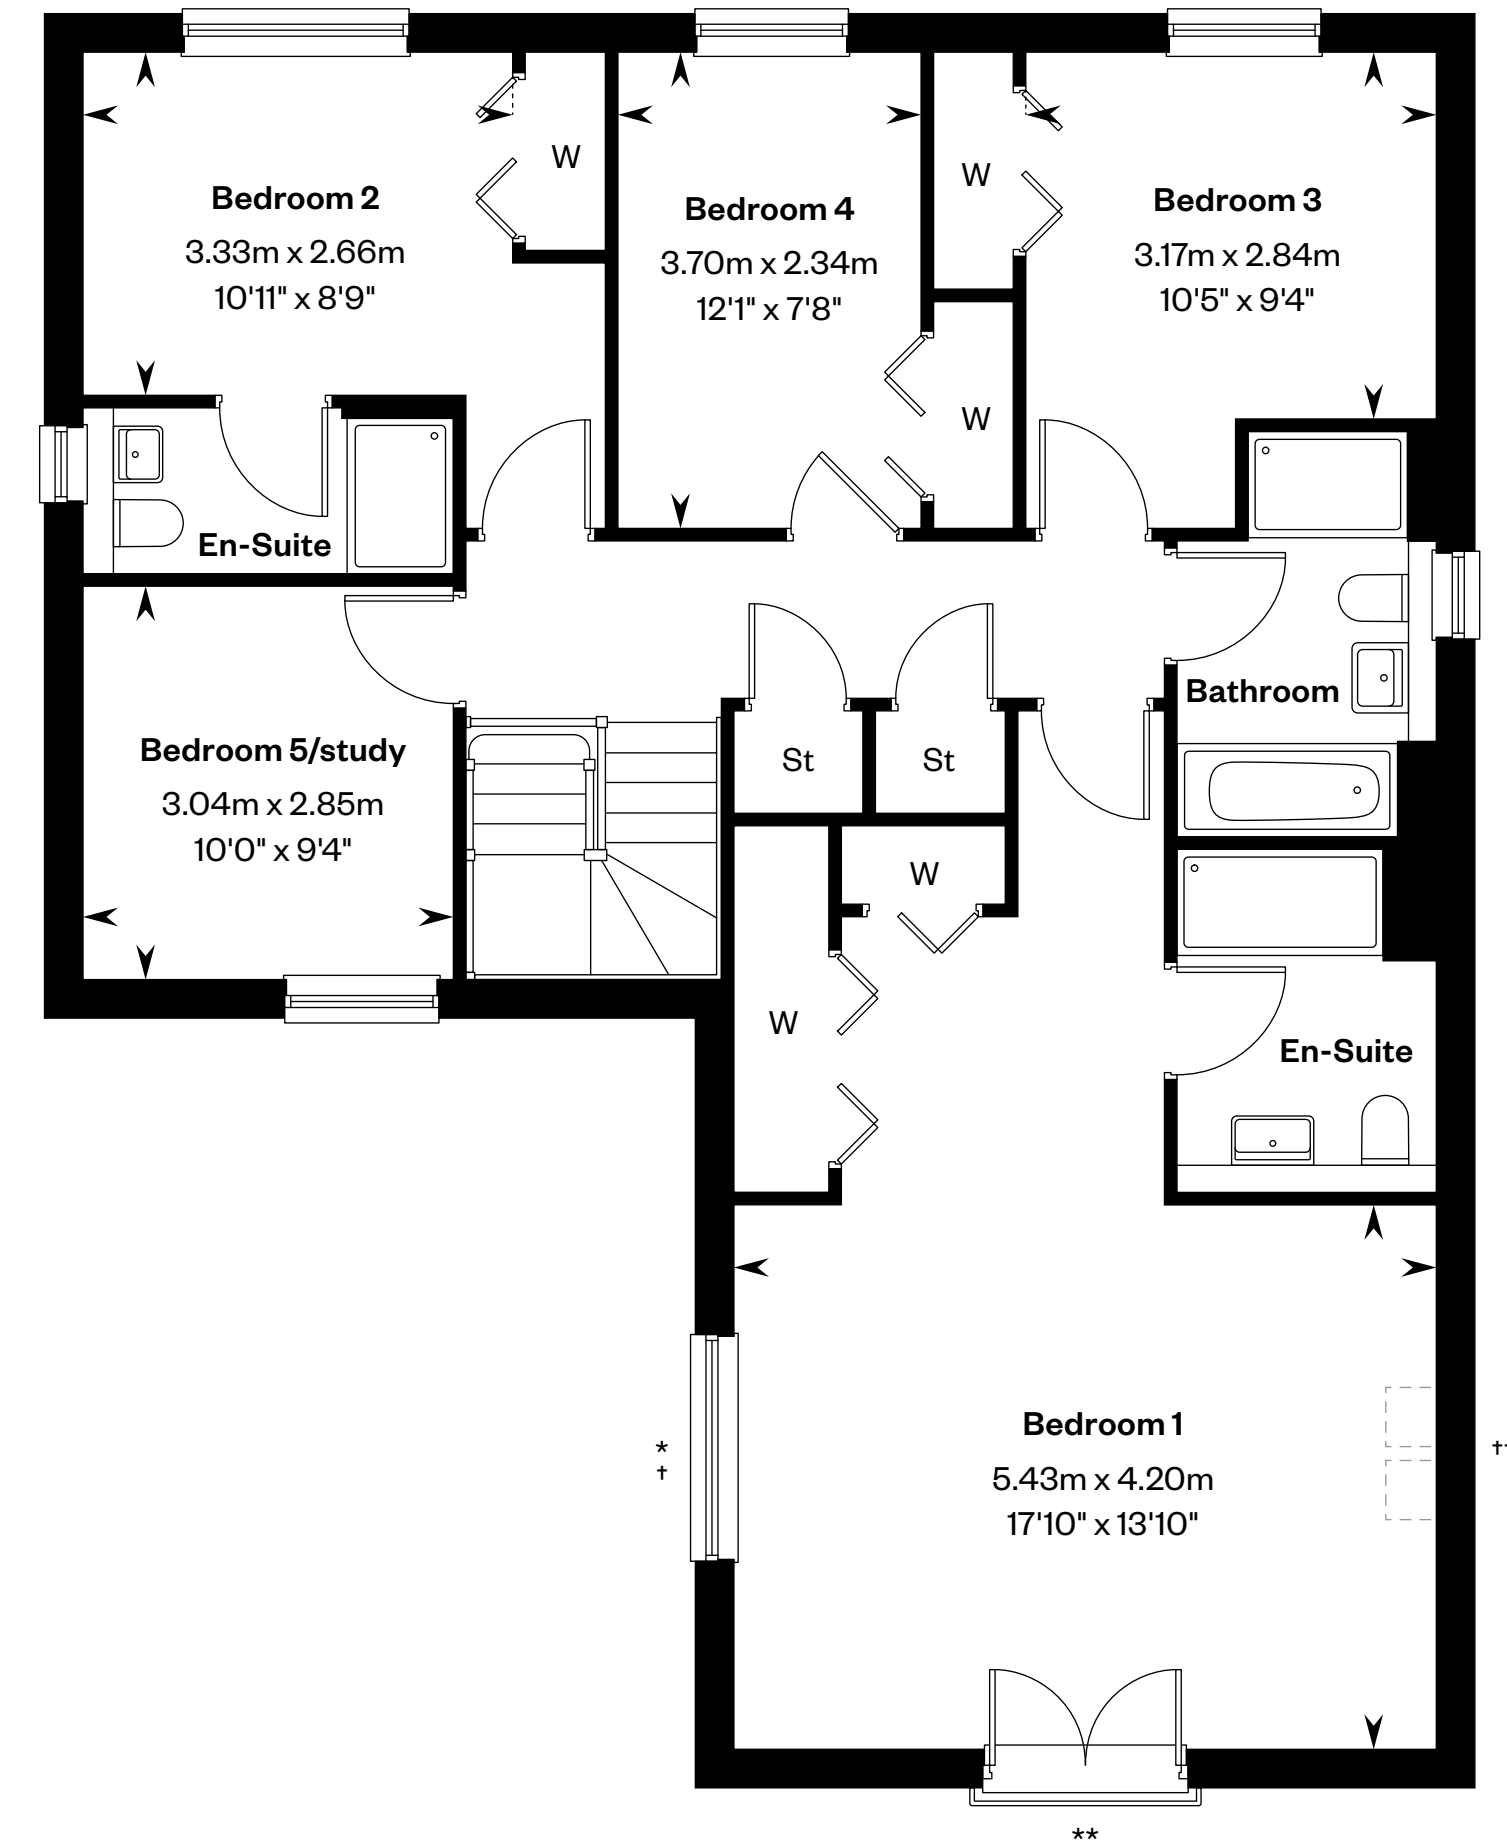 W
Bedroom 2
3.33m x 2.66m
10'11" x 8'9"
Bedroom 4
3.70m x 2.34m
12'1" x 7'8"
W
Bedroom 3
3.17m x 2.84m
10'5" x 9'4"
W
En-Suite
Bathroom
Bedroom 5/study
3.04m x 2.85m
10'0" x 9'4"
St
St
W
W
En-Suite
Bedroom 1
5.43m x 4.20m
17'10" x 13'10"
*
†
†
**